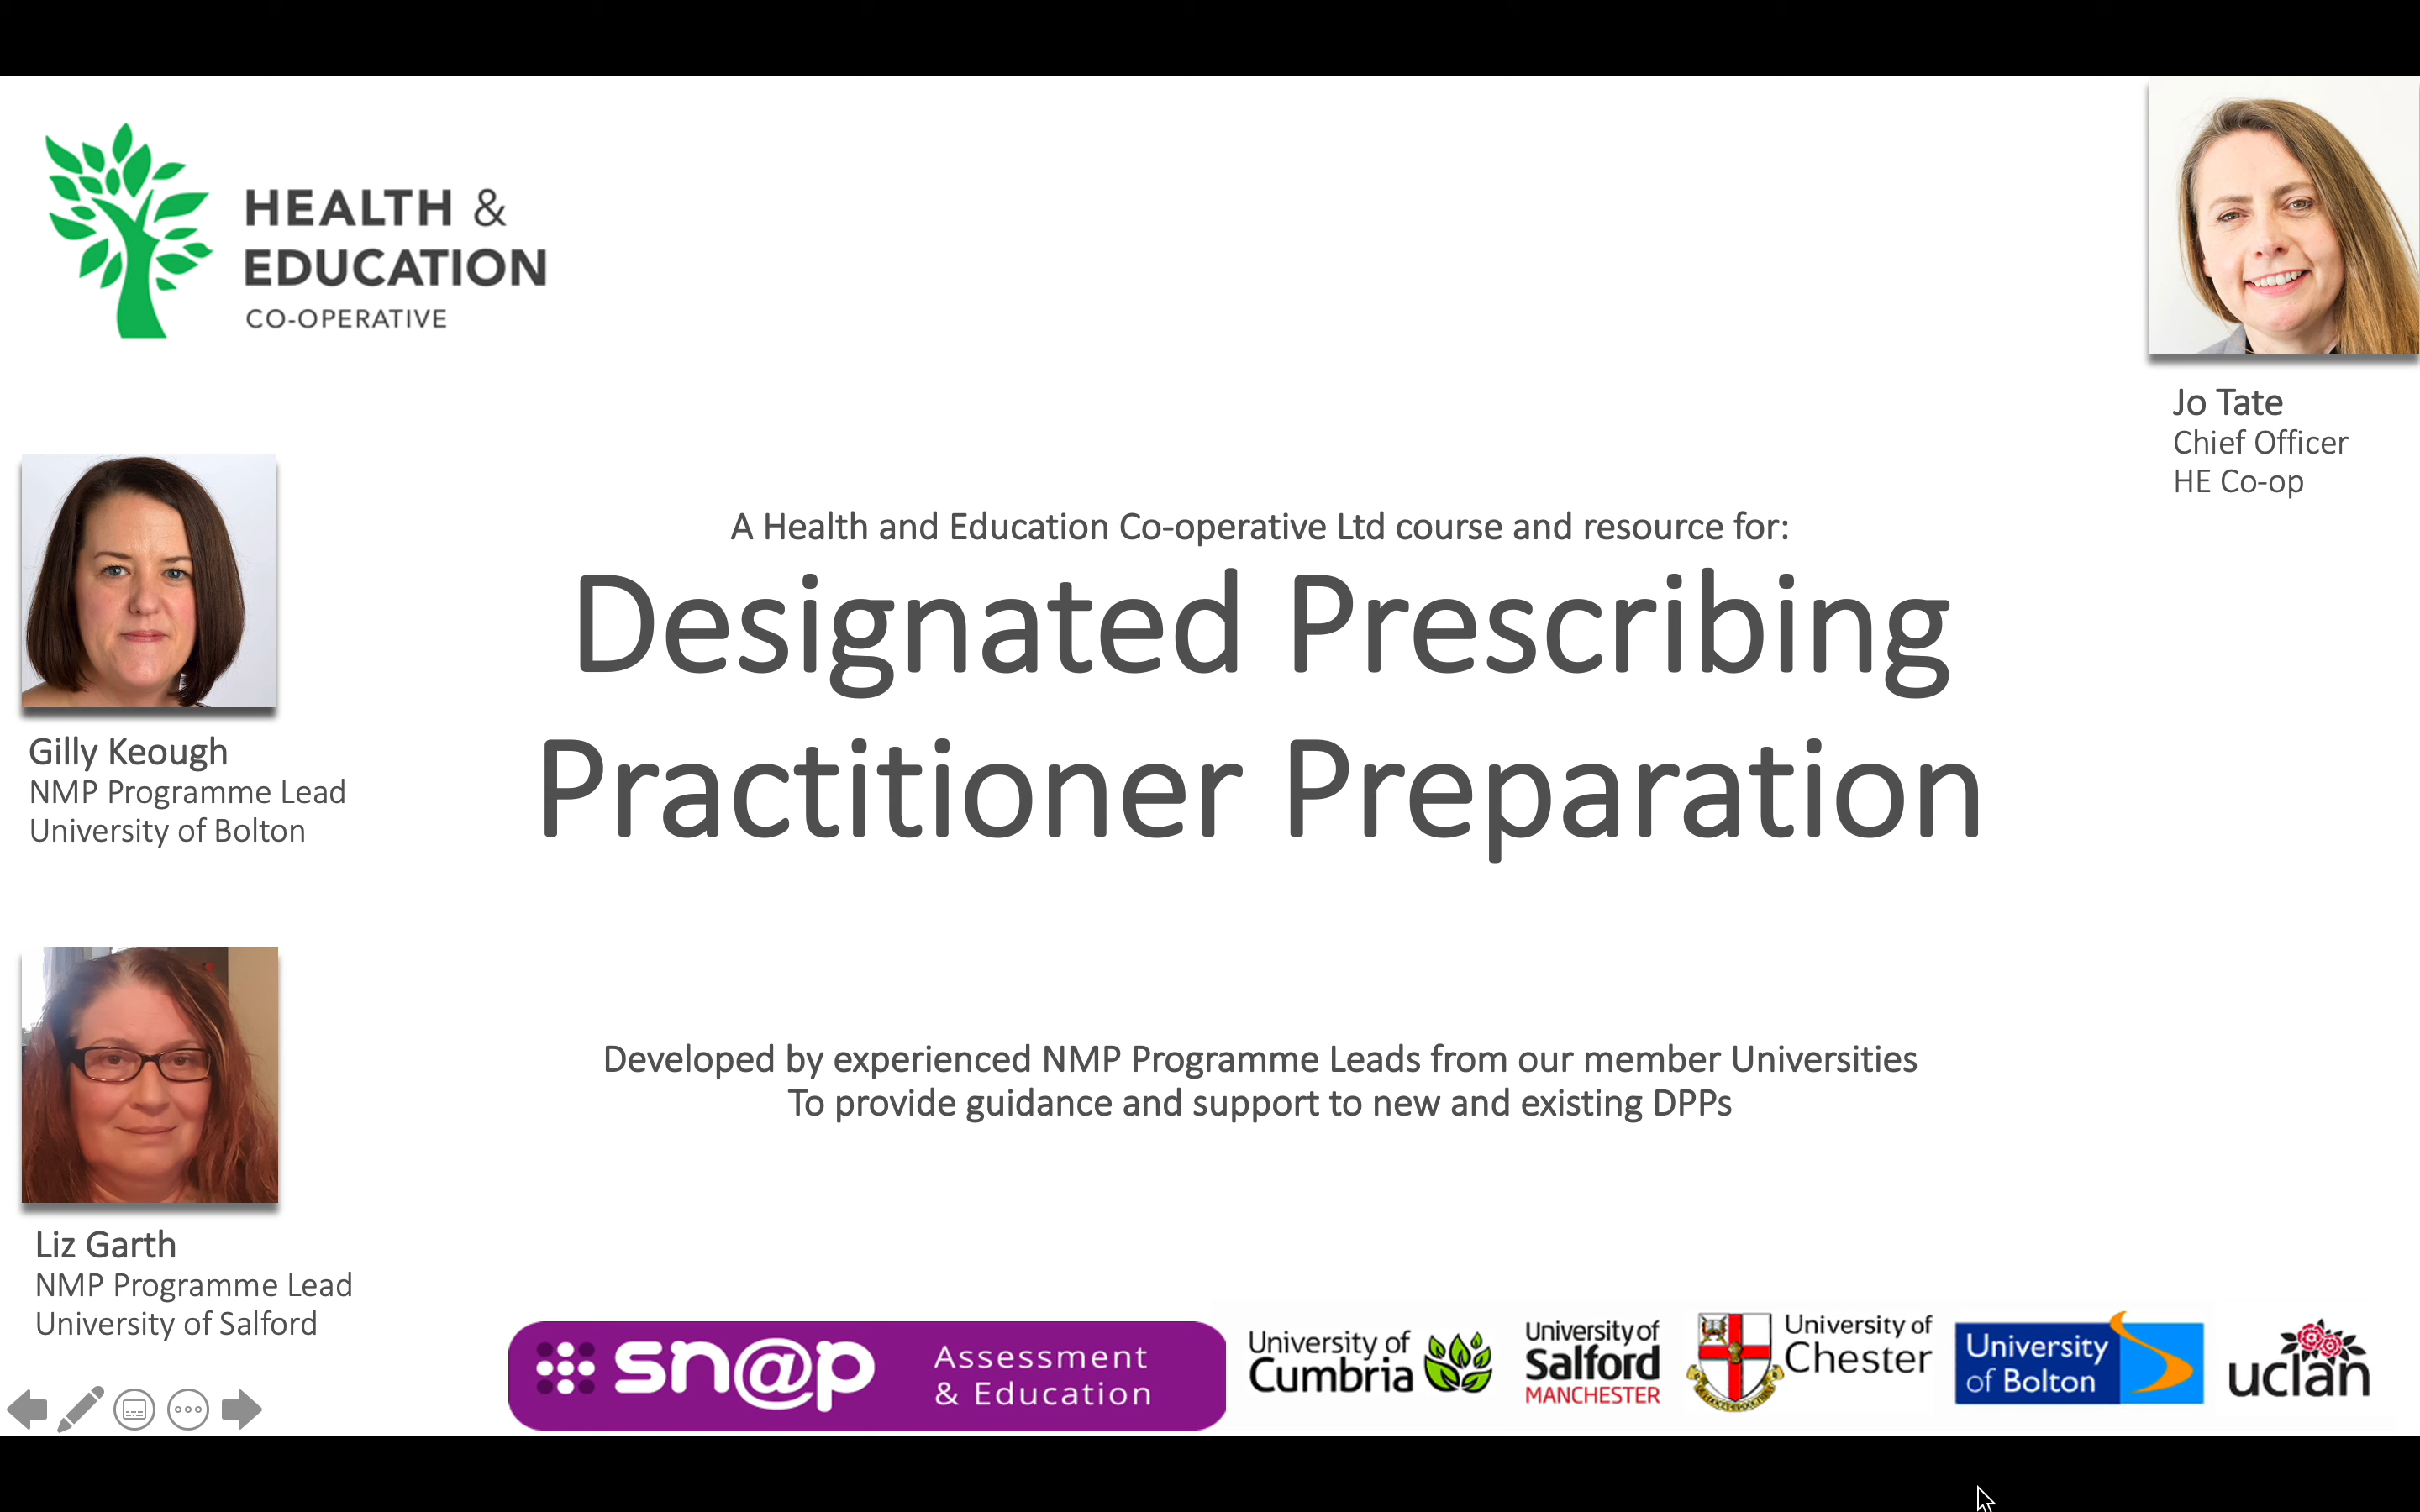 HEALTH &
EDUCATION
CO-OPERATIVE
Jo Tate
Chief Officer
HE Co-op
Gilly Keough
NMP Programme Lead
University of Bolton
A Health and Education Co-operative Ltd course and resource for:
Designated Prescribing
Practitioner Preparation
Developed by experienced NMP Programme Leads from our member Universities
To provide guidance and support to new and existing DPPs
Liz Garth
NMP Programme Lead
University of Salford
sn@p
Assessment
& Education
University of
Cumbria
University of
Salford
MANCHESTER
University of
Chester
University
of Bolton
uclan